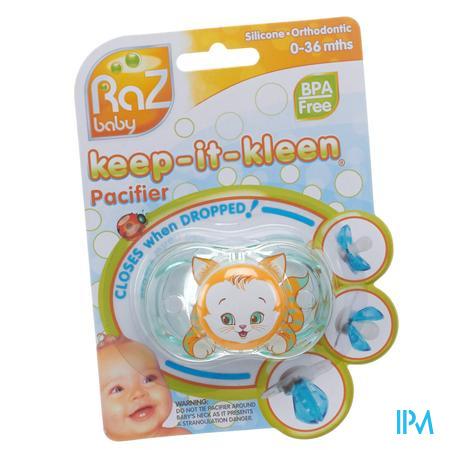 Silicone • Orthodontic
0-36 mths
RaZ
baby
BPA
Free
keep-it-kleen®
Pacifier
CLOSES when DROPPED!
WARNING:
DO NOT TIE PACIFIER AROUND
BABY'S NECK AS IT PRESENTS
A STRANGULATION DANGER.
IPM